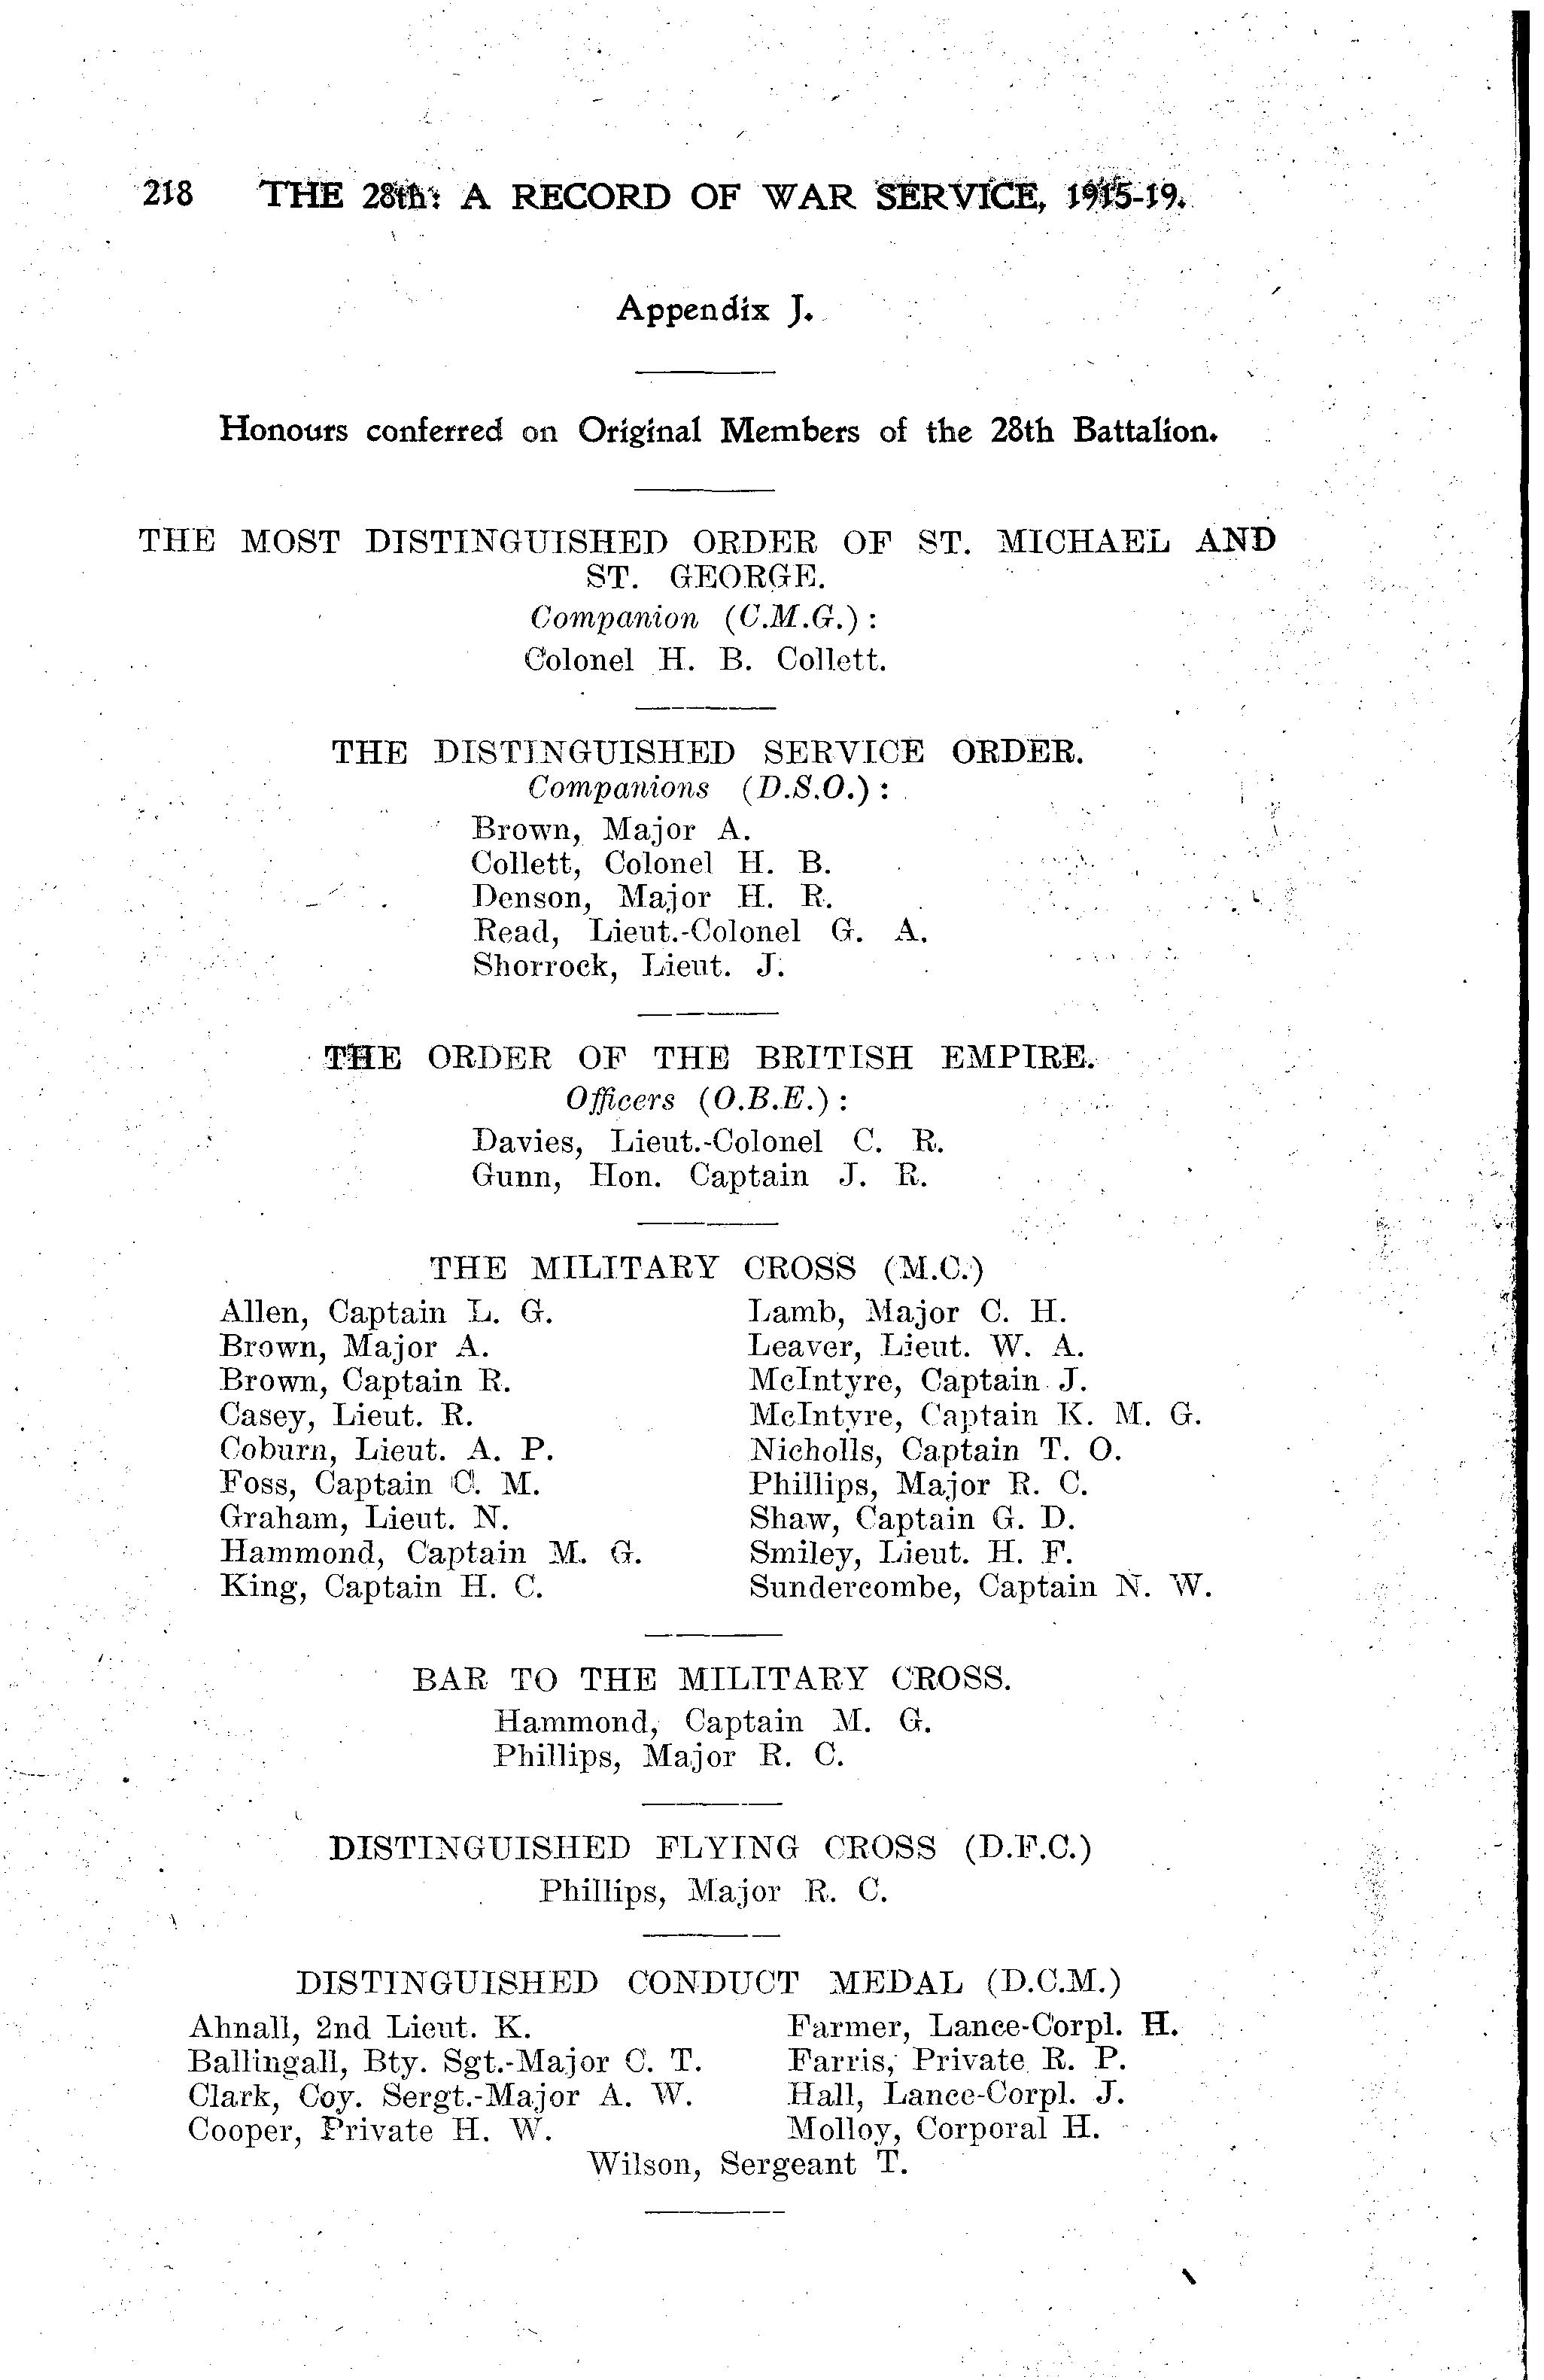 218 THE 28th: A RECORD OF WAR SERVICE, 1915-19.
Appendix J.
Honours conferred on Original Members of the 28th Battalion.
THE MOST DISTINGUISHED ORDER OF ST. MICHAEL AND
ST. GEORGE.
Companion (C.M.G.):
Colonel H. B. Collett.
THE DISTINGUISHED SERVICE ORDER.
Companions (D.S.O.):
Brown, Major A.
Collett, Colonel H. B.
Denson, Major H. R.
Read, Lieut.-Colonel G. A.
Shorrock, Lieut. J.
THE ORDER OF THE BRITISH EMPIRE.
Officers (O.B.E.):
Davies, Lieut.-Colonel C. R.
Gunn, Hon. Captain J. R.
THE MILITARY CROSS (M.C.)
Allen, Captain L. G.
Brown, Major A.
Brown, Captain R.
Casey, Lieut. R.
Coburn, Lieut. A. P.
Foss, Captain C. M.
Graham, Lieut. N.
Hammond, Captain M. G.
King, Captain H. C.
Lamb, Major C. H.
Leaver, Lieut. W. A.
McIntyre, Captain J.
McIntyre, Captain K. M. G.
Nicholls, Captain T. O.
Phillips, Major R. C.
Shaw, Captain G. D.
Smiley, Lieut. H. F.
Sundercombe, Captain N. W.
BAR TO THE MILITARY CROSS.
Hammond, Captain M. G.
Phillips, Major R. C.
DISTINGUISHED FLYING CROSS (D.F.C.)
Phillips, Major R. C.
DISTINGUISHED CONDUCT MEDAL (D.C.M.)
Ahnall, 2nd Lieut. K.
Ballingall, Bty. Sgt.-Major C. T.
Clark, Coy. Sergt.-Major A. W.
Cooper, Private H. W.
Farmer, Lance-Corpl. H.
Farris, Private R. P.
Hall, Lance-Corpl. J.
Molloy, Corporal H.
Wilson, Sergeant T.